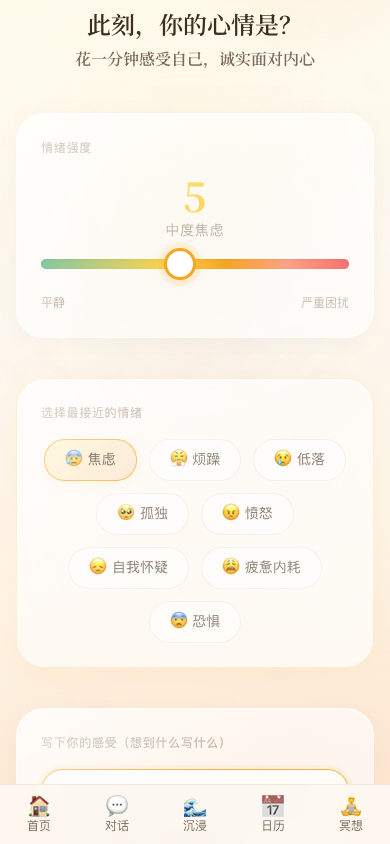 此刻，你的心情是？
花一分钟感受自己，诚实面对内心
情绪强度
5
中度焦虑
平静 严重困扰
选择最接近的情绪
😰 焦虑 😤 烦躁 😢 低落
🥺 孤独 😠 愤怒
😞 自我怀疑 😩 疲惫内耗
😨 恐惧
写下你的感受（想到什么写什么）
首页 对话 沉浸 日历 冥想